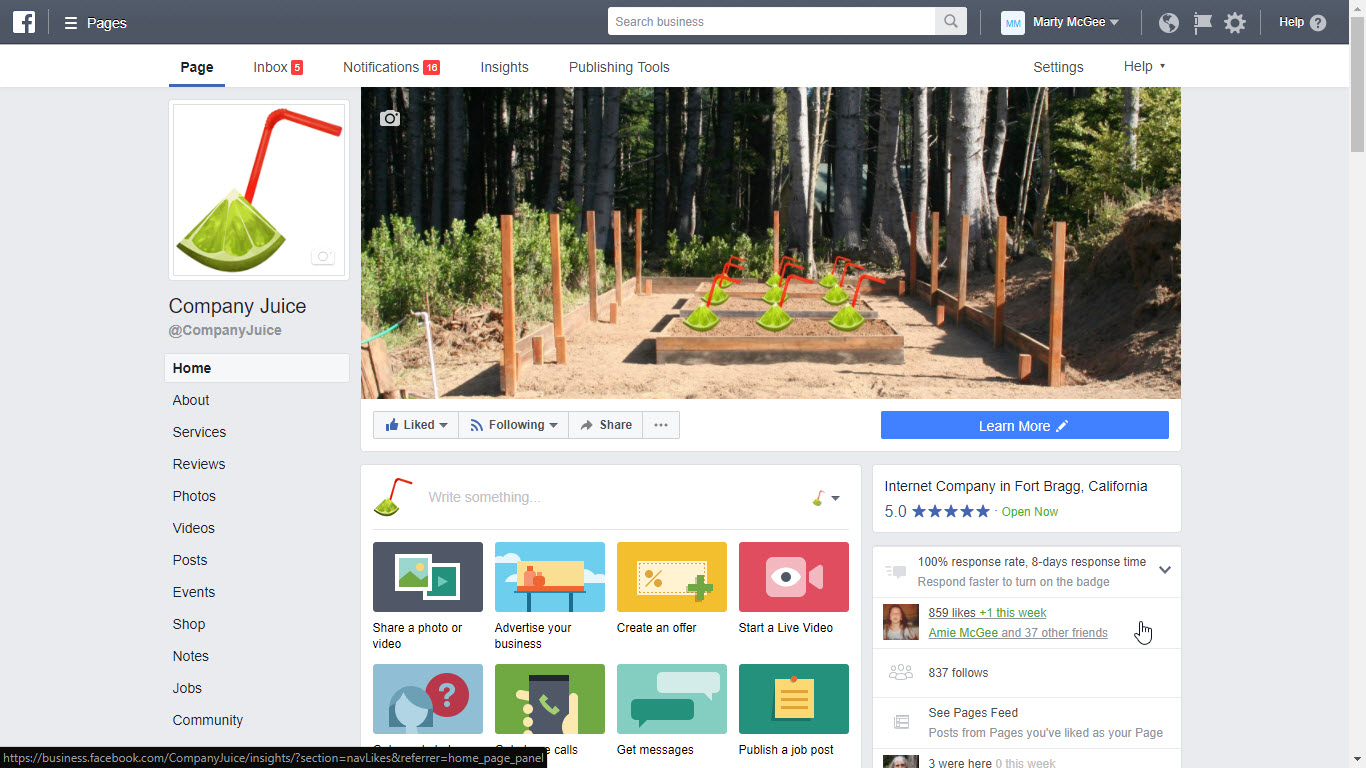 Pages
Search business
MM
Marty McGee
Help ?
Page
Inbox 5
Notifications 16
Insights
Publishing Tools
Settings
Help
Company Juice
@CompanyJuice
Home
About
Services
Reviews
Photos
Videos
Posts
Events
Shop
Notes
Jobs
Community
Liked
Following
Share
Learn More
Write something...
Share a photo or
video
Advertise your
business
Create an offer
Start a Live Video
calls
Get messages
Publish a job post
Internet Company in Fort Bragg, California
5.0 ★★★★★ · Open Now
100% response rate, 8-days response time
Respond faster to turn on the badge
859 likes +1 this week
Amie McGee and 37 other friends
837 follows
See Pages Feed
Posts from Pages you've liked as your Page
3 were here 0 this week
https://business.facebook.com/CompanyJuice/insights/?section=navLikes&referrer=home_page_panel